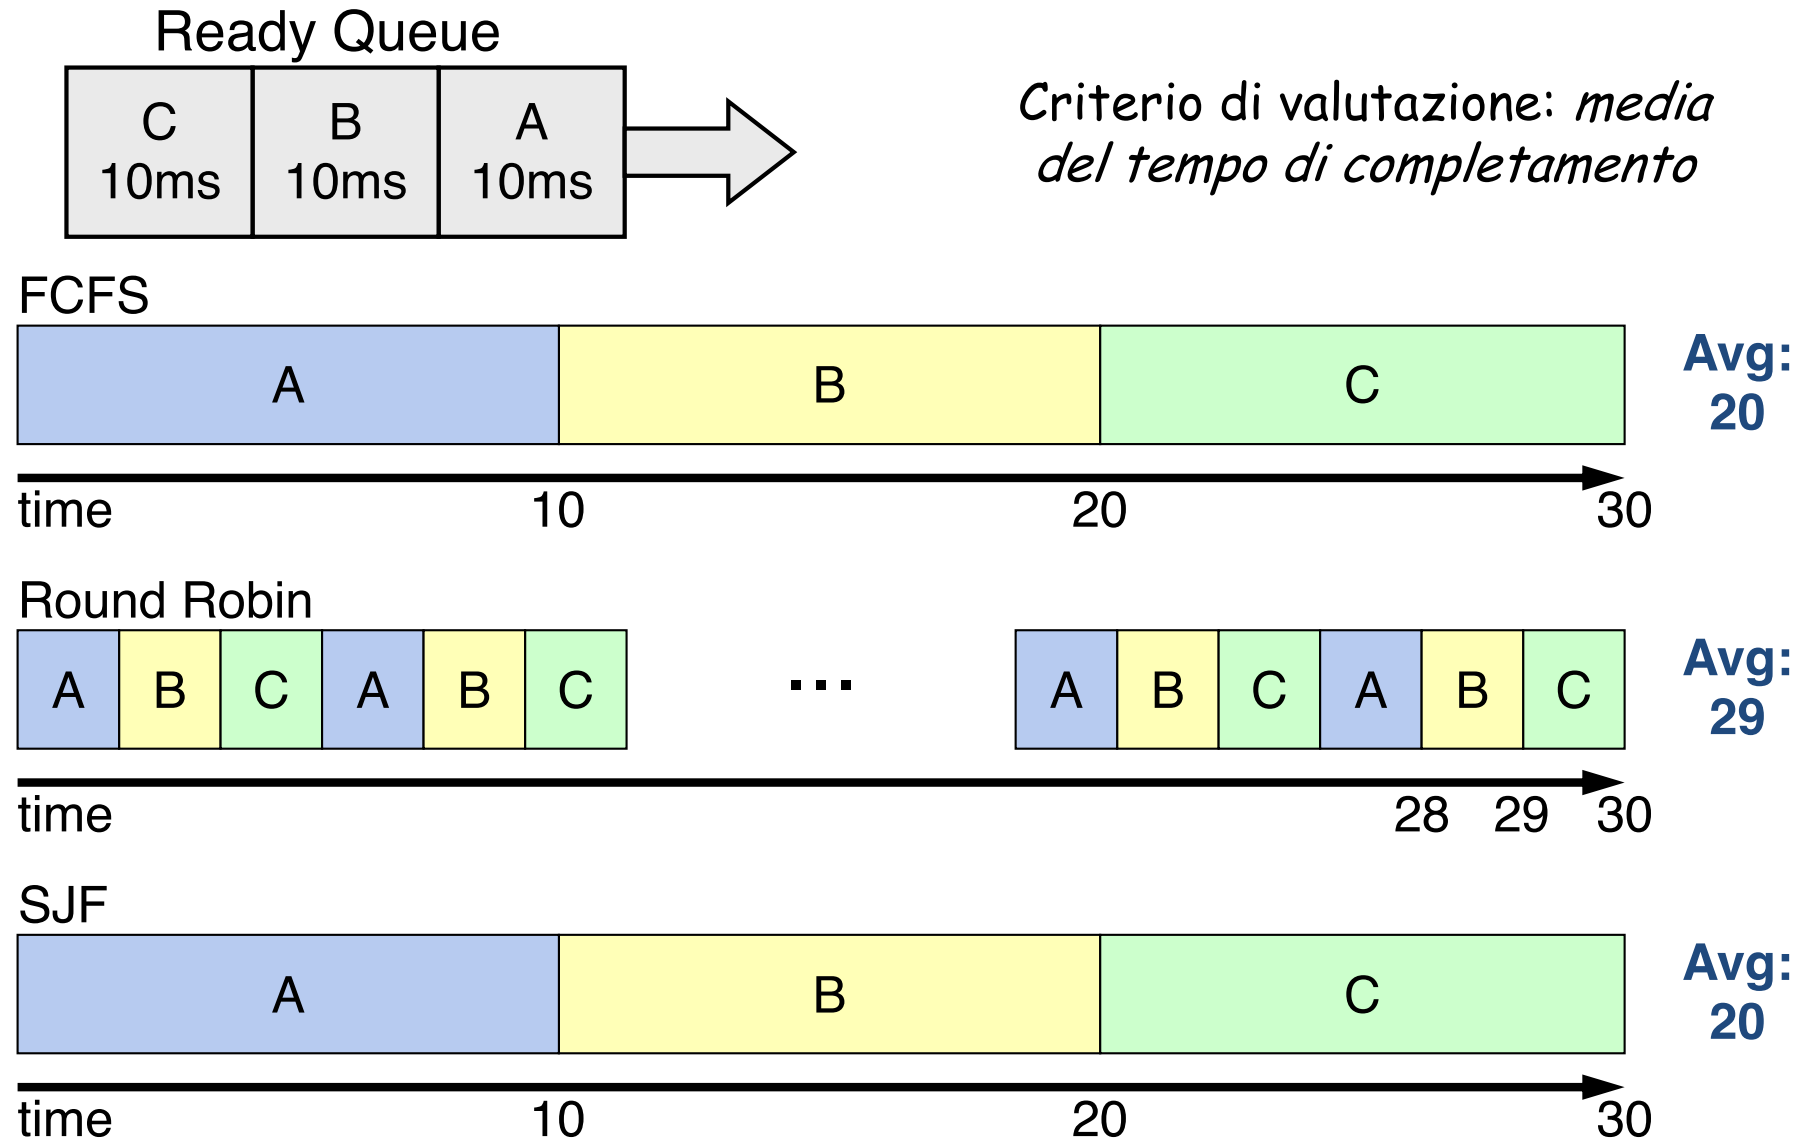 Ready Queue
C B A
10ms 10ms 10ms
Criterio di valutazione: media
del tempo di completamento
FCFS
A B C
Avg:
20
time 10 20 30
Round Robin
A B C A B C ... A B C A B C
Avg:
29
time 28 29 30
SJF
A B C
Avg:
20
time 10 20 30